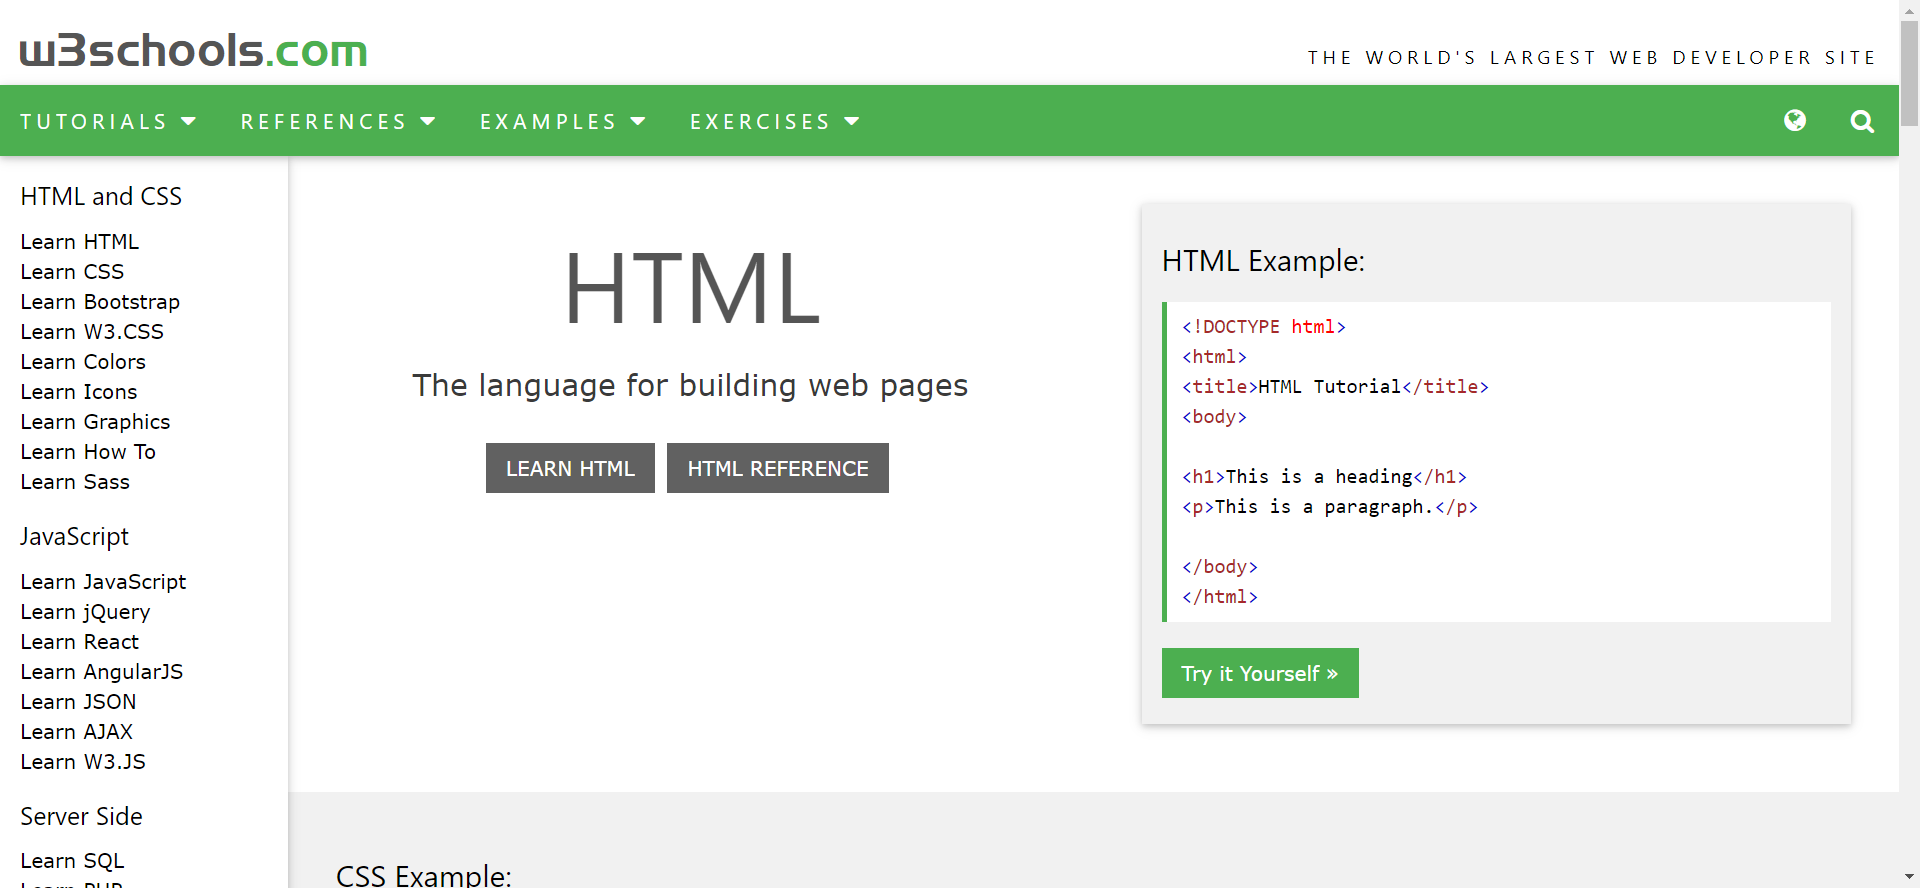 w3schools.com
THE WORLD'S LARGEST WEB DEVELOPER SITE
TUTORIALS REFERENCES EXAMPLES EXERCISES
HTML and CSS
Learn HTML
Learn CSS
Learn Bootstrap
Learn W3.CSS
Learn Colors
Learn Icons
Learn Graphics
Learn How To
Learn Sass
JavaScript
Learn JavaScript
Learn jQuery
Learn React
Learn AngularJS
Learn JSON
Learn AJAX
Learn W3.JS
Server Side
Learn SQL
Learn PHP
HTML
The language for building web pages
LEARN HTML HTML REFERENCE
HTML Example:
<!DOCTYPE html>
<html>
<title>HTML Tutorial</title>
<body>
<h1>This is a heading</h1>
<p>This is a paragraph.</p>
</body>
</html>
Try it Yourself »
CSS Example: